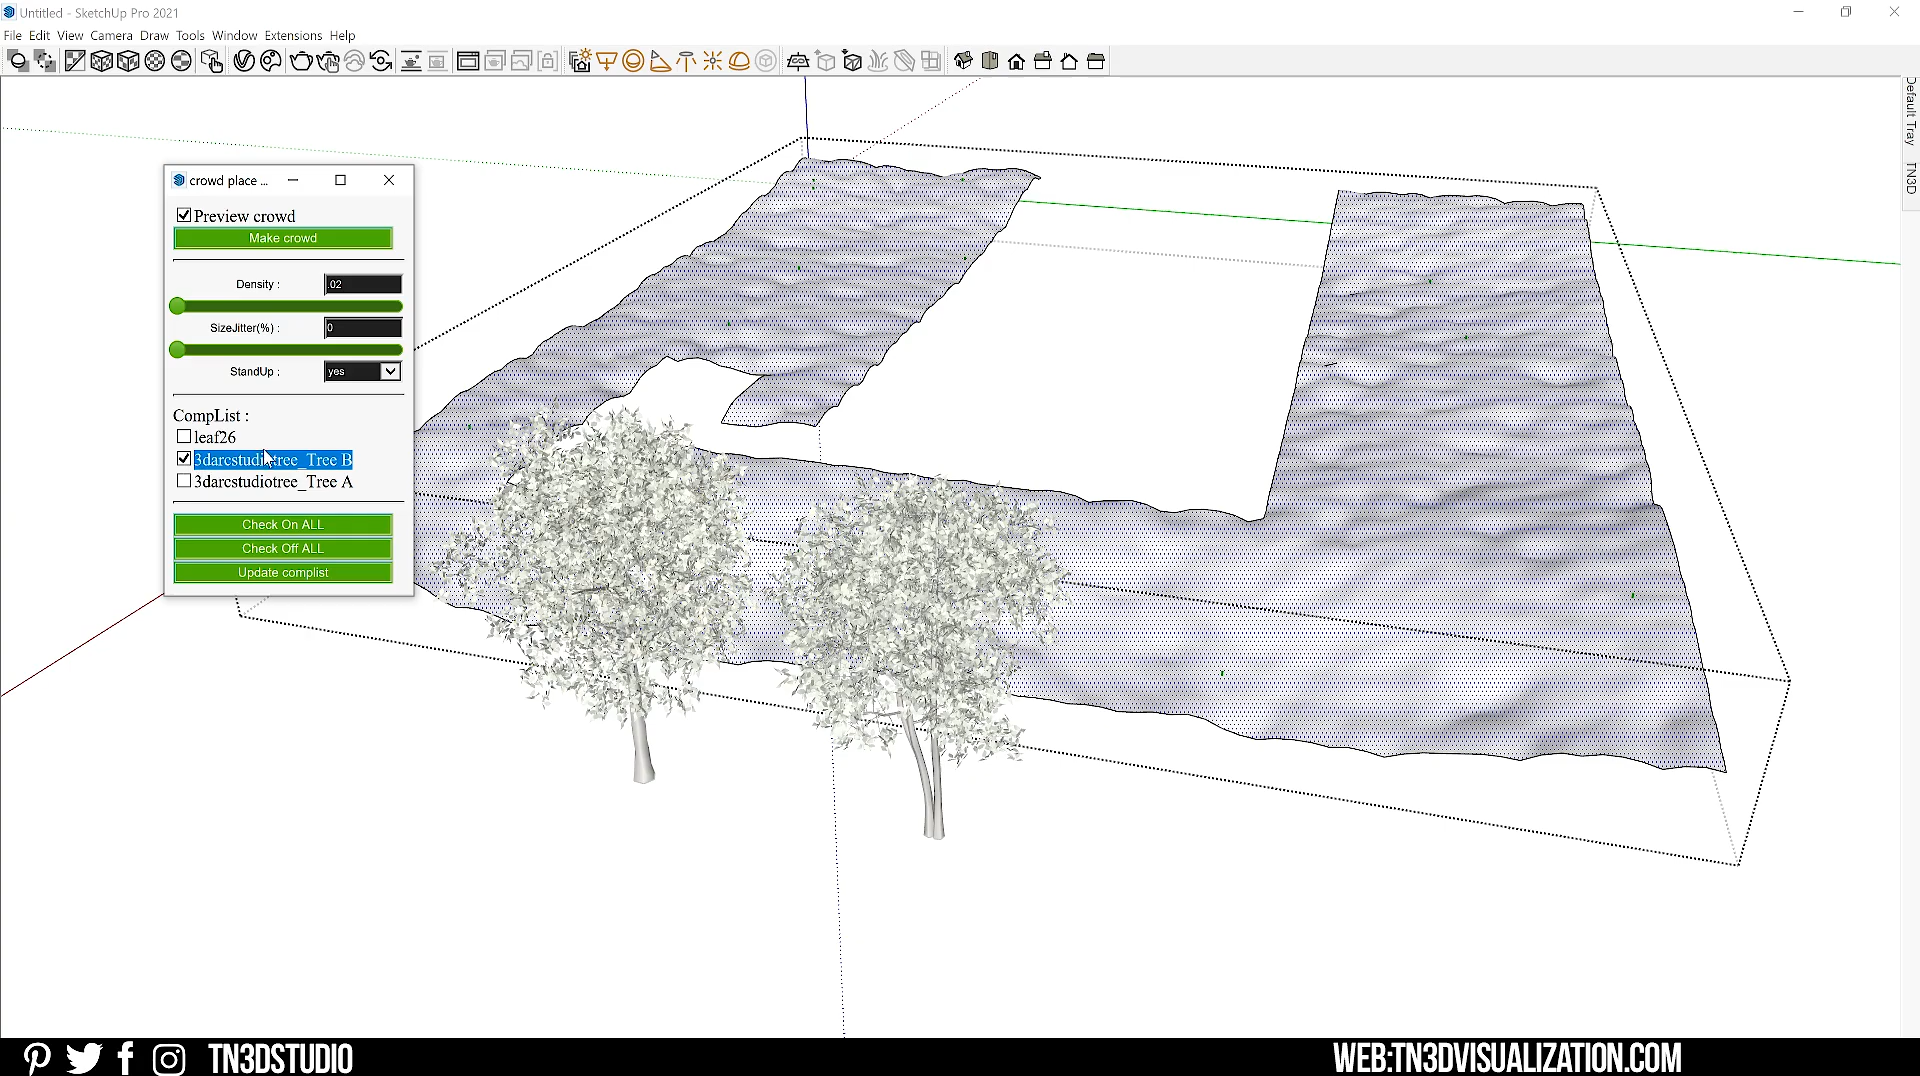 Untitled - SketchUp Pro 2021
File Edit View Camera Draw Tools Window Extensions Help
Default Tray
TN3D
crowd place ...
Preview crowd
Make crowd
Density : .02
SizeJitter(%) : 0
StandUp : yes
CompList :
leaf26
3darcstudiotree_Tree B
3darcstudiotree_Tree A
Check On ALL
Check Off ALL
Update complist
TN3DSTUDIO
WEB:TN3DVISUALIZATION.COM